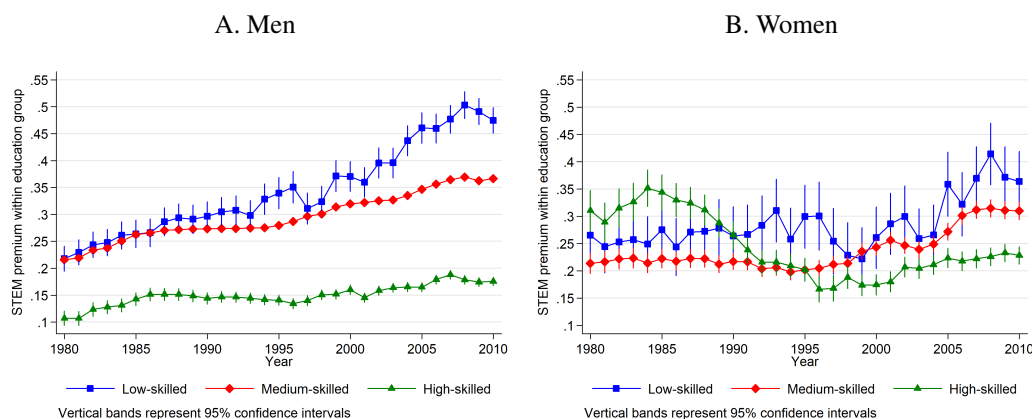 A. Men
STEM premium within education group
.55
.5
.45
.4
.35
.3
.25
.2
.15
.1
1980 1985 1990 1995 2000 2005 2010
Year
Low-skilled Medium-skilled High-skilled
Vertical bands represent 95% confidence intervals
B. Women
STEM premium within education group
.55
.5
.45
.4
.35
.3
.25
.2
.15
.1
1980 1985 1990 1995 2000 2005 2010
Year
Low-skilled Medium-skilled High-skilled
Vertical bands represent 95% confidence intervals